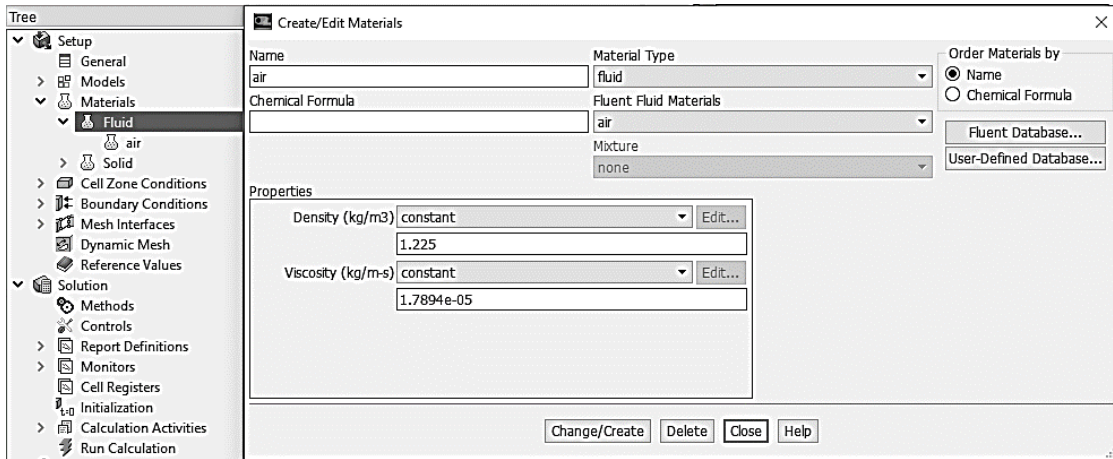 Tree
Setup
General
Models
Materials
Fluid
air
Solid
Cell Zone Conditions
Boundary Conditions
Mesh Interfaces
Dynamic Mesh
Reference Values
Solution
Methods
Controls
Report Definitions
Monitors
Cell Registers
t=0 Initialization
Calculation Activities
Run Calculation
Create/Edit Materials
Name
air
Chemical Formula
Material Type
fluid
Fluent Fluid Materials
air
Mixture
none
Order Materials by
Name
Chemical Formula
Fluent Database...
User-Defined Database...
Properties
Density (kg/m3) constant Edit...
1.225
Viscosity (kg/m-s) constant Edit...
1.7894e-05
Change/Create Delete Close Help